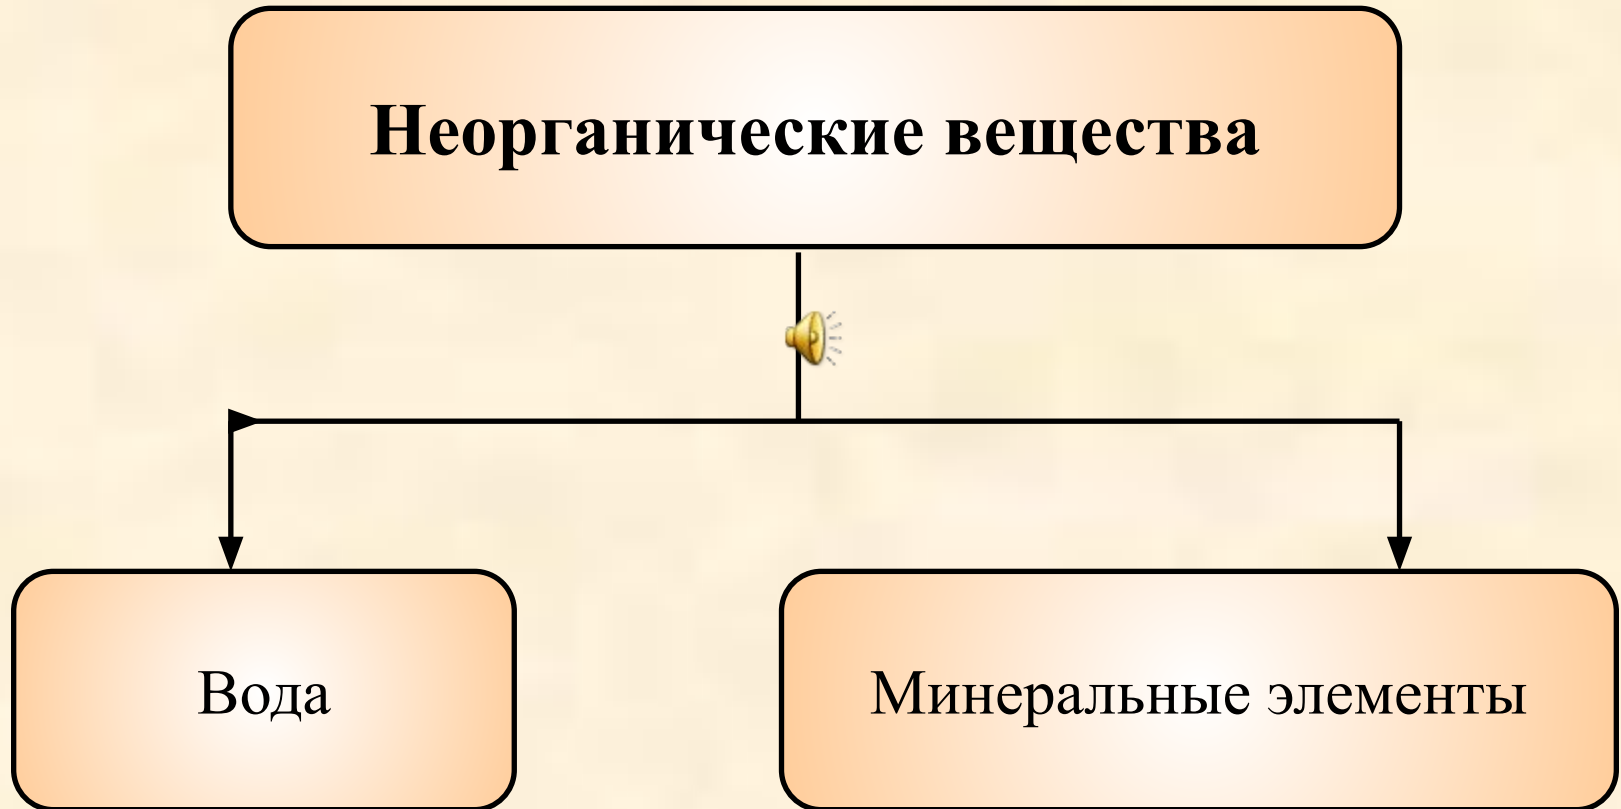 Неорганические вещества
Вода
Минеральные элементы